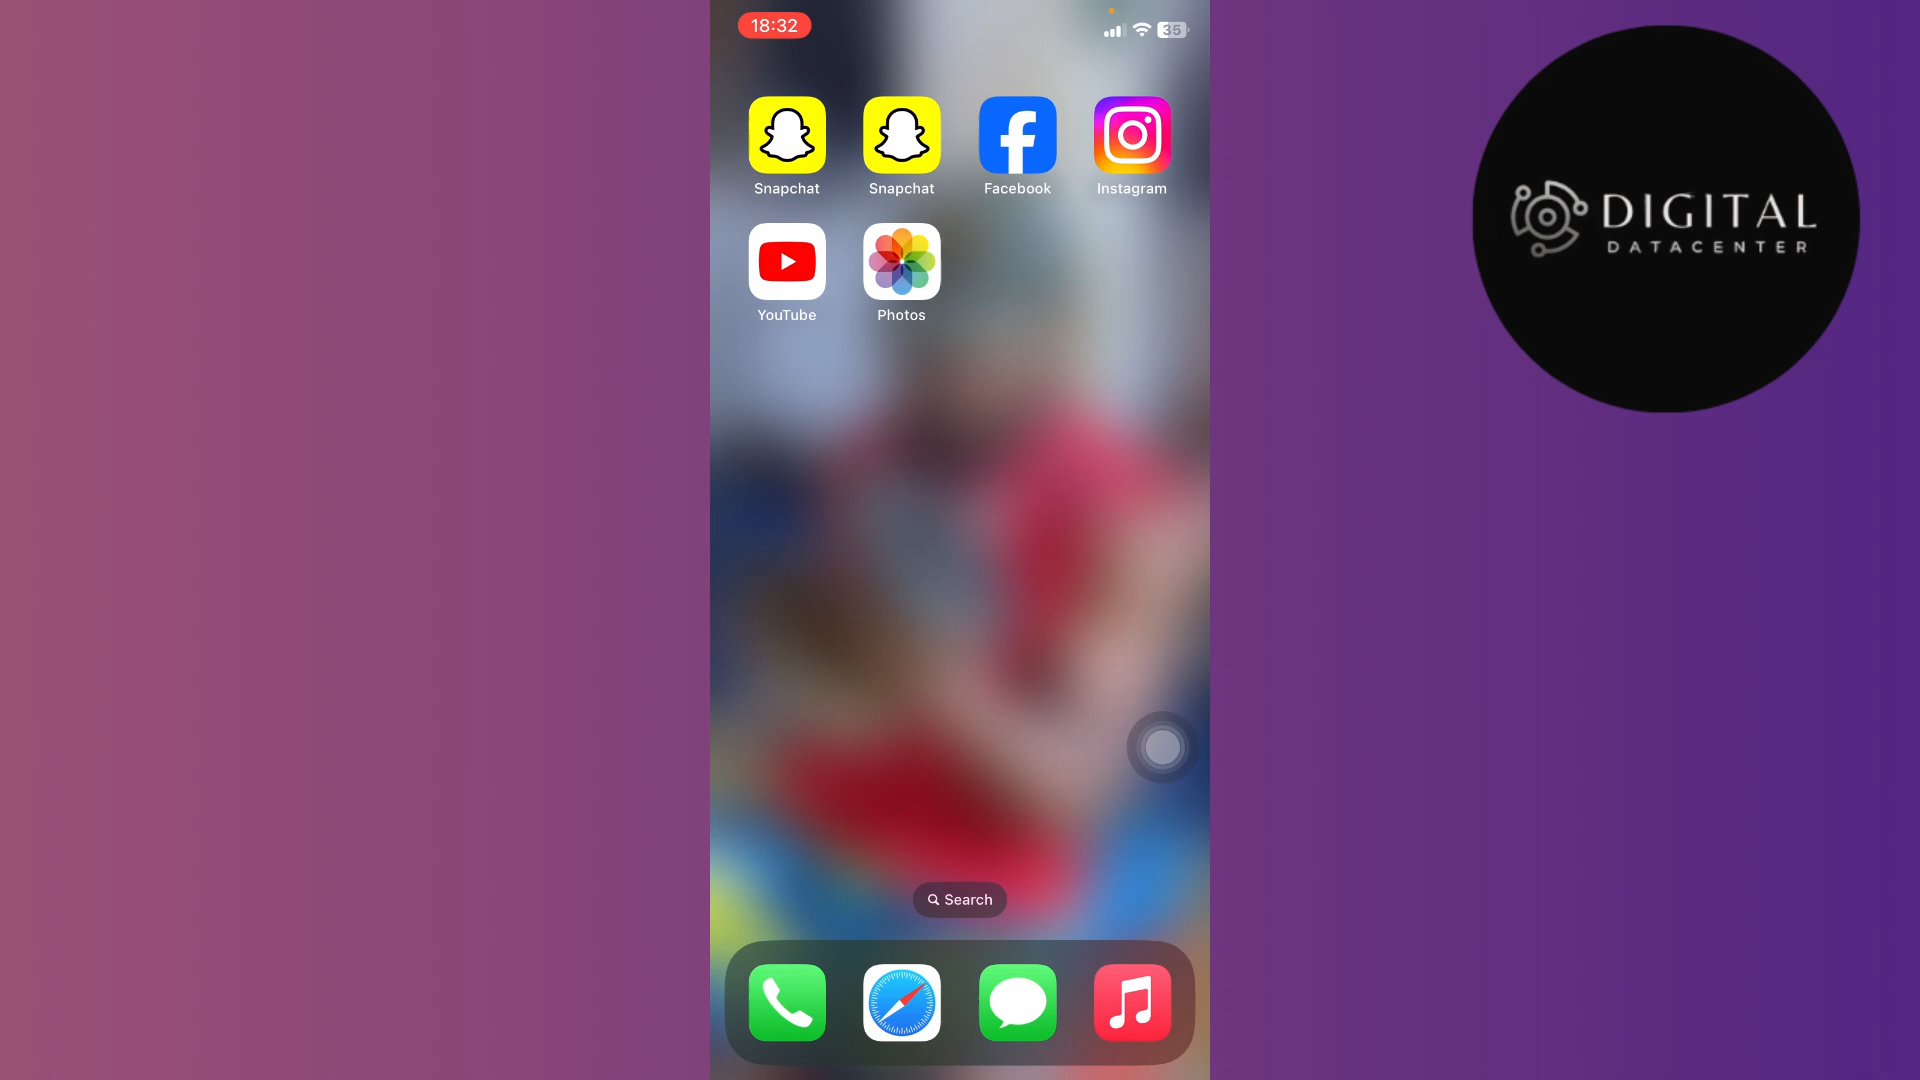 18:32
35
Snapchat
Snapchat
Facebook
Instagram
YouTube
Photos
Search
DIGITAL
DATACENTER